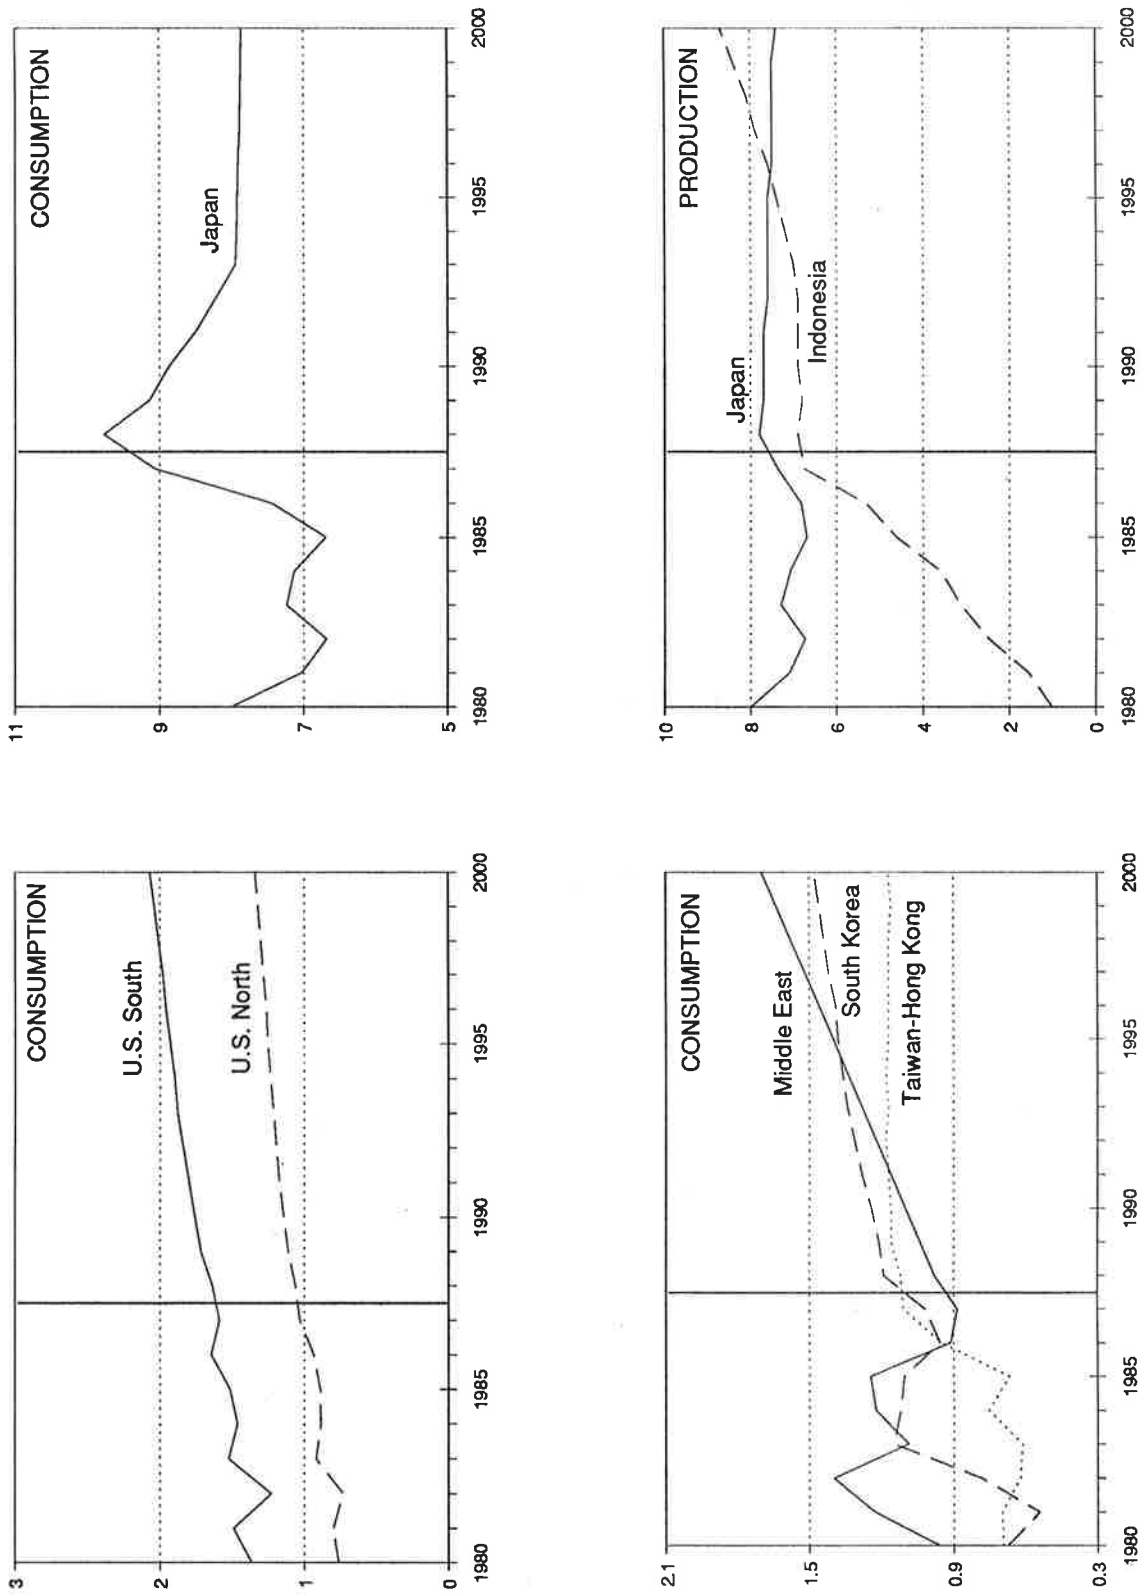 CONSUMPTION
3
2
1
0
U.S. South
U.S. North
1980 1985 1990 1995 2000
CONSUMPTION
11
9
7
5
Japan
1980 1985 1990 1995 2000
CONSUMPTION
2.1
1.5
0.9
0.3
Middle East
South Korea
Taiwan-Hong Kong
1980 1985 1990 1995 2000
PRODUCTION
10
8
6
4
2
0
Japan
Indonesia
1980 1985 1990 1995 2000